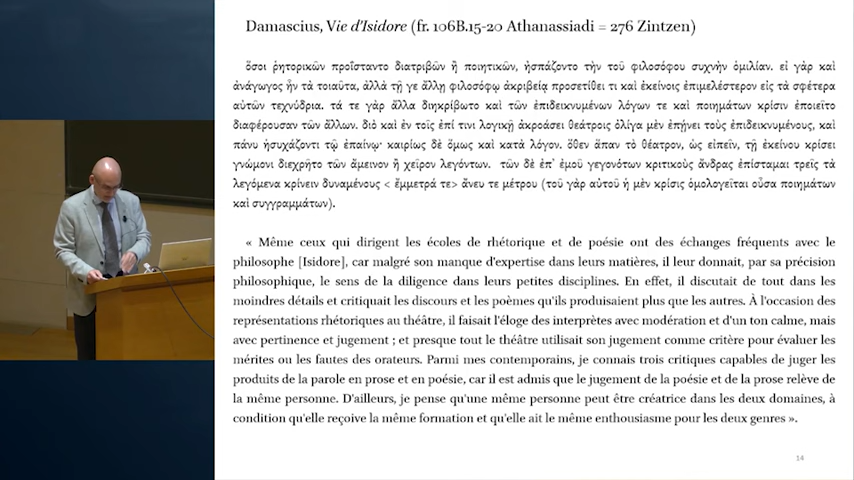 Damascius, Vie d'Isidore (fr. 106B.15-20 Athanassiadi = 276 Zintzen)
ὅσοι ῥητορικῶν προΐσταντο διατριβῶν ἢ ποιητικῶν, ἠσπάζοντο τὴν τοῦ φιλοσόφου συχνὴν ὁμιλίαν. εἰ γὰρ καὶ
ἀνάγωγος ἦν τὰ τοιαῦτα, ἀλλὰ τῇ γε ἄλλῃ φιλοσόφῳ ἀκριβείᾳ προσετίθει τι καὶ ἐκείνοις ἐπιμελέστερον εἰς τὰ σφέτερα
αὐτῶν τεχνύδρια. τά τε γὰρ ἄλλα διηκρίβωτο καὶ τῶν ἐπιδεικνυμένων λόγων τε καὶ ποιημάτων κρίσιν ἐποιεῖτο
διαφέρουσαν τῶν ἄλλων. διὸ καὶ ἐν τοῖς ἐπί τινι λογικῇ ἀκροάσει θεάτροις ὀλίγα μὲν ἐπῄνει τοὺς ἐπιδεικνυμένους, καὶ
πάνυ ἡσυχάζοντι τῷ ἐπαίνῳ· καιρίως δὲ ὅμως καὶ κατὰ λόγον. ὅθεν ἅπαν τὸ θέατρον, ὡς εἰπεῖν, τῇ ἐκείνου κρίσει
γνώμονι διεχρῆτο τῶν ἄμεινον ἢ χεῖρον λεγόντων. τῶν δὲ ἐπ' ἐμοῦ γεγονότων κριτικοὺς ἄνδρας ἐπίσταμαι τρεῖς τὰ
λεγόμενα κρίνειν δυναμένους < ἔμμετρά τε> ἄνευ τε μέτρου (τοῦ γὰρ αὐτοῦ ἡ μὲν κρίσις ὁμολογεῖται οὖσα ποιημάτων
καὶ συγγραμμάτων).
« Même ceux qui dirigent les écoles de rhétorique et de poésie ont des échanges fréquents avec le
philosophe [Isidore], car malgré son manque d'expertise dans leurs matières, il leur donnait, par sa précision
philosophique, le sens de la diligence dans leurs petites disciplines. En effet, il discutait de tout dans les
moindres détails et critiquait les discours et les poèmes qu'ils produisaient plus que les autres. À l'occasion des
représentations rhétoriques au théâtre, il faisait l'éloge des interprètes avec modération et d'un ton calme, mais
avec pertinence et jugement ; et presque tout le théâtre utilisait son jugement comme critère pour évaluer les
mérites ou les fautes des orateurs. Parmi mes contemporains, je connais trois critiques capables de juger les
produits de la parole en prose et en poésie, car il est admis que le jugement de la poésie et de la prose relève de
la même personne. D'ailleurs, je pense qu'une même personne peut être créatrice dans les deux domaines, à
condition qu'elle reçoive la même formation et qu'elle ait le même enthousiasme pour les deux genres ».
14